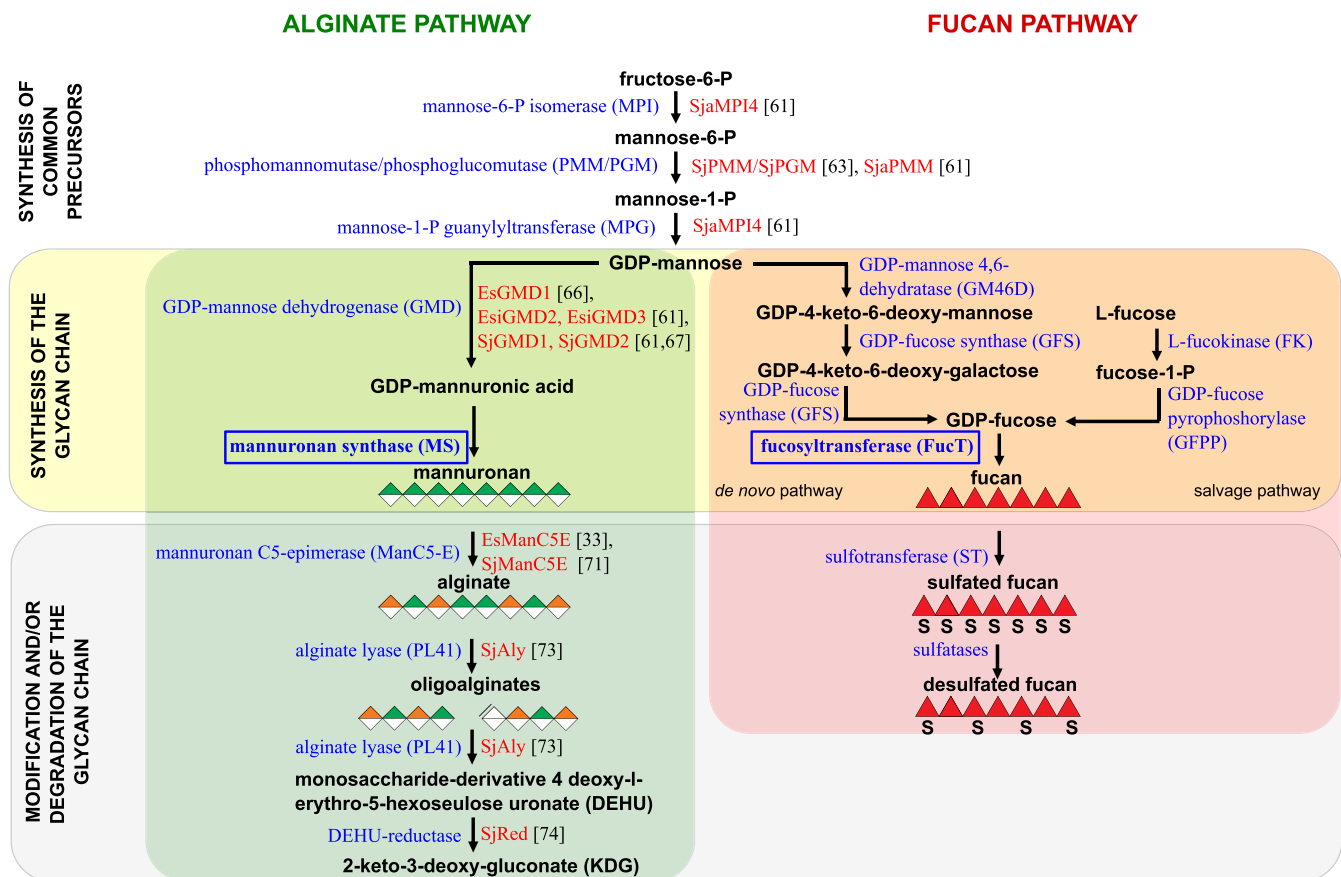 ALGINATE PATHWAY
FUCAN PATHWAY
SYNTHESIS OF
COMMON
PRECURSORS
fructose-6-P
mannose-6-P isomerase (MPI)
SjaMPI4 [61]
mannose-6-P
phosphomannomutase/phosphoglucomutase (PMM/PGM)
SjPMM/SjPGM [63], SjaPMM [61]
mannose-1-P
mannose-1-P guanylyltransferase (MPG)
SjaMPI4 [61]
SYNTHESIS OF THE
GLYCAN CHAIN
GDP-mannose
GDP-mannose dehydrogenase (GMD)
EsGMD1 [66],
EsiGMD2, EsiGMD3 [61],
SjGMD1, SjGMD2 [61,67]
GDP-mannuronic acid
mannuronan synthase (MS)
mannuronan
GDP-mannose 4,6-
dehydratase (GM46D)
GDP-4-keto-6-deoxy-mannose
GDP-fucose synthase (GFS)
GDP-4-keto-6-deoxy-galactose
GDP-fucose
synthase (GFS)
L-fucose
L-fucokinase (FK)
fucose-1-P
GDP-fucose
pyrophoshorylase
(GFPP)
GDP-fucose
fucosyltransferase (FucT)
fucan
de novo pathway
salvage pathway
MODIFICATION AND/OR
DEGRADATION OF THE
GLYCAN CHAIN
mannuronan C5-epimerase (ManC5-E)
EsManC5E [33],
SjManC5E [71]
alginate
alginate lyase (PL41)
SjAly [73]
oligoalginates
alginate lyase (PL41)
SjAly [73]
monosaccharide-derivative 4 deoxy-l-
erythro-5-hexoseulose uronate (DEHU)
DEHU-reductase
SjRed [74]
2-keto-3-deoxy-gluconate (KDG)
sulfotransferase (ST)
sulfated fucan
S S S S S S S
sulfatases
desulfated fucan
S S S S